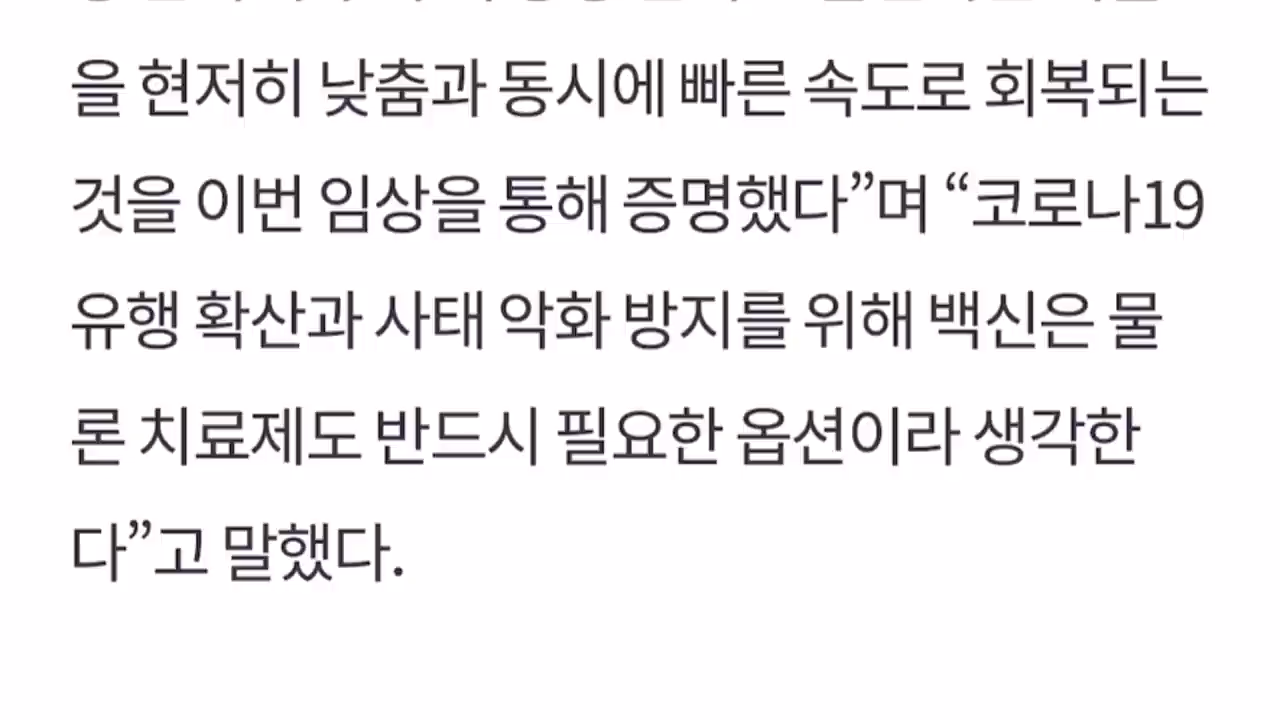 을 현저히 낮춤과 동시에 빠른 속도로 회복되는
것을 이번 임상을 통해 증명했다”며 “코로나19
유행 확산과 사태 악화 방지를 위해 백신은 물
론 치료제도 반드시 필요한 옵션이라 생각한
다”고 말했다.